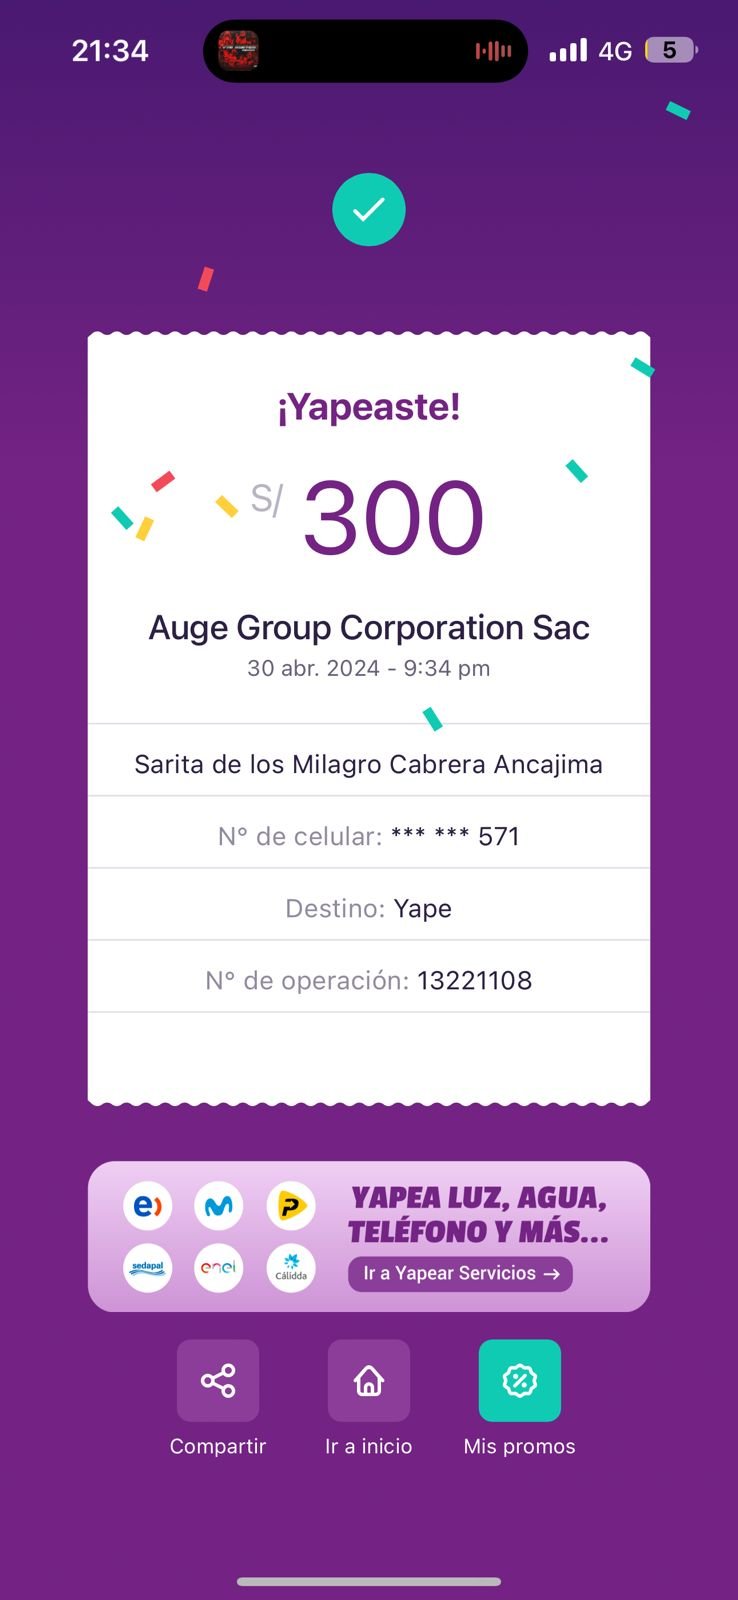 21:34
4G
5
¡Yapeaste!
S/ 300
Auge Group Corporation Sac
30 abr. 2024 - 9:34 pm
Sarita de los Milagro Cabrera Ancajima
N° de celular: *** *** 571
Destino: Yape
N° de operación: 13221108
e)
P
sedapal
enel
Cálidda
YAPEA LUZ, AGUA,
TELÉFONO Y MÁS...
Ir a Yapear Servicios →
Compartir
Ir a inicio
Mis promos